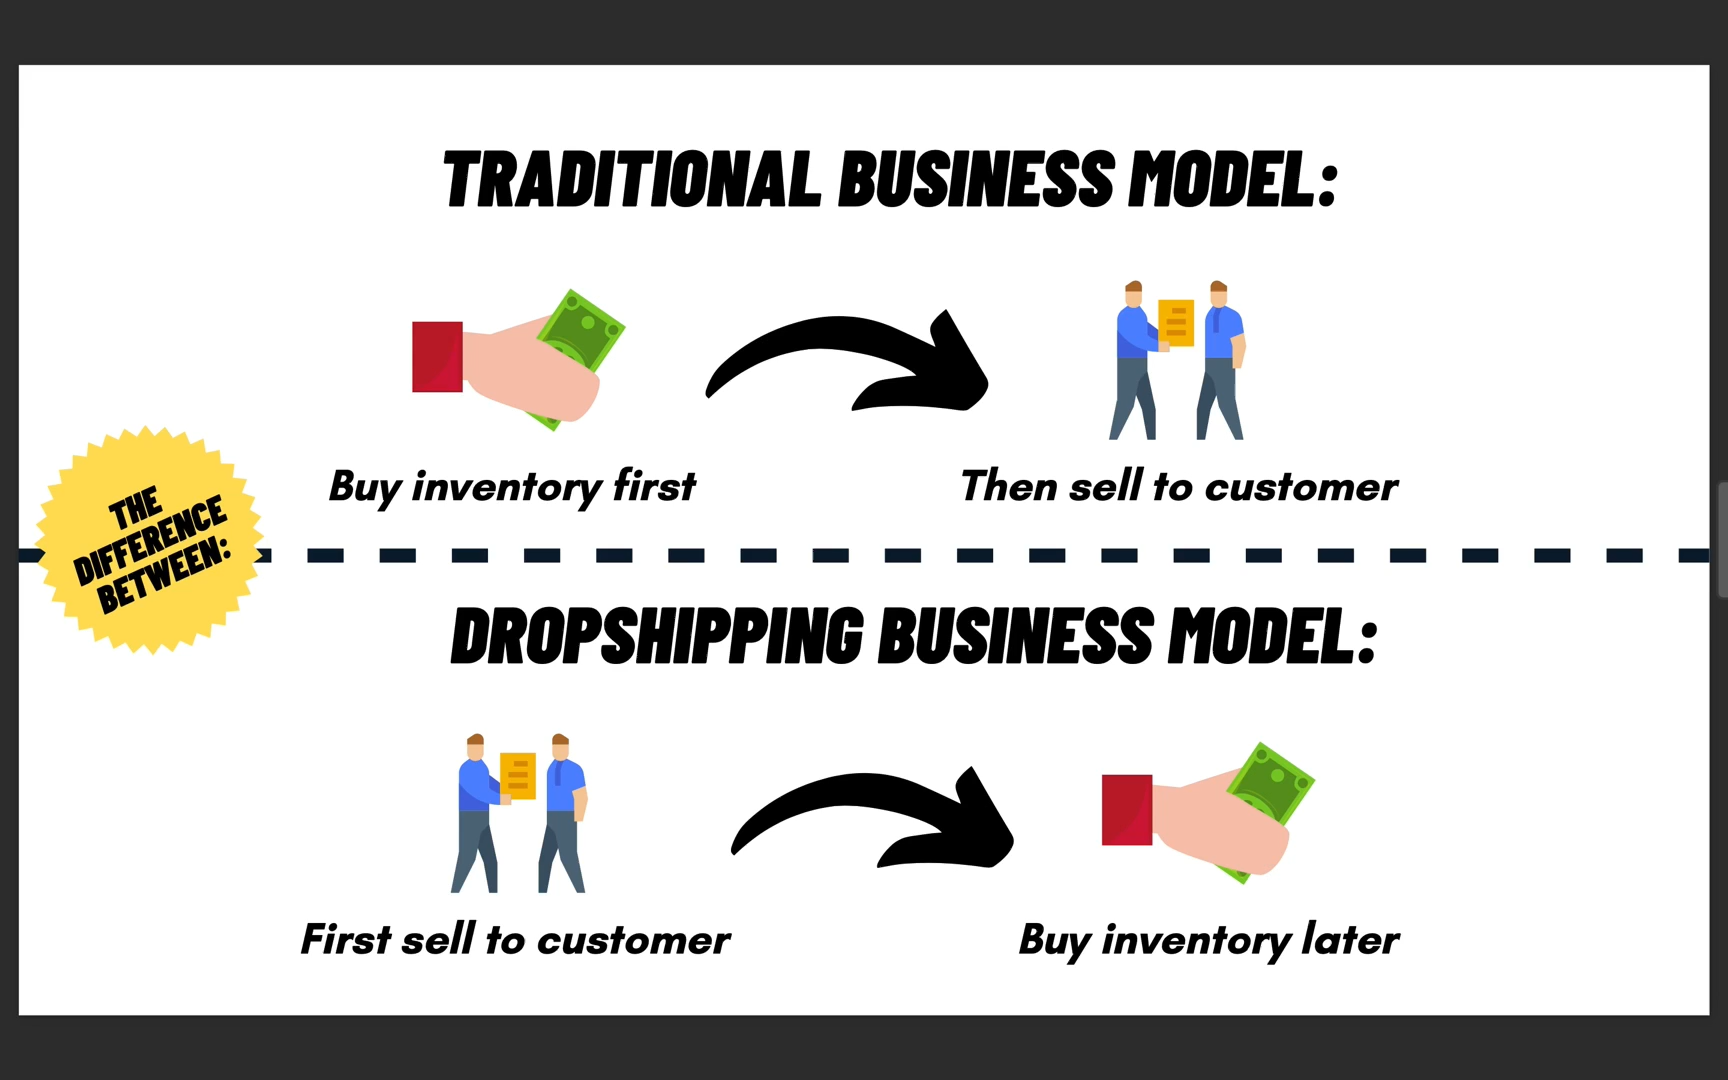 TRADITIONAL BUSINESS MODEL:
Buy inventory first
Then sell to customer
THE
DIFFERENCE
BETWEEN:
DROPSHIPPING BUSINESS MODEL:
First sell to customer
Buy inventory later